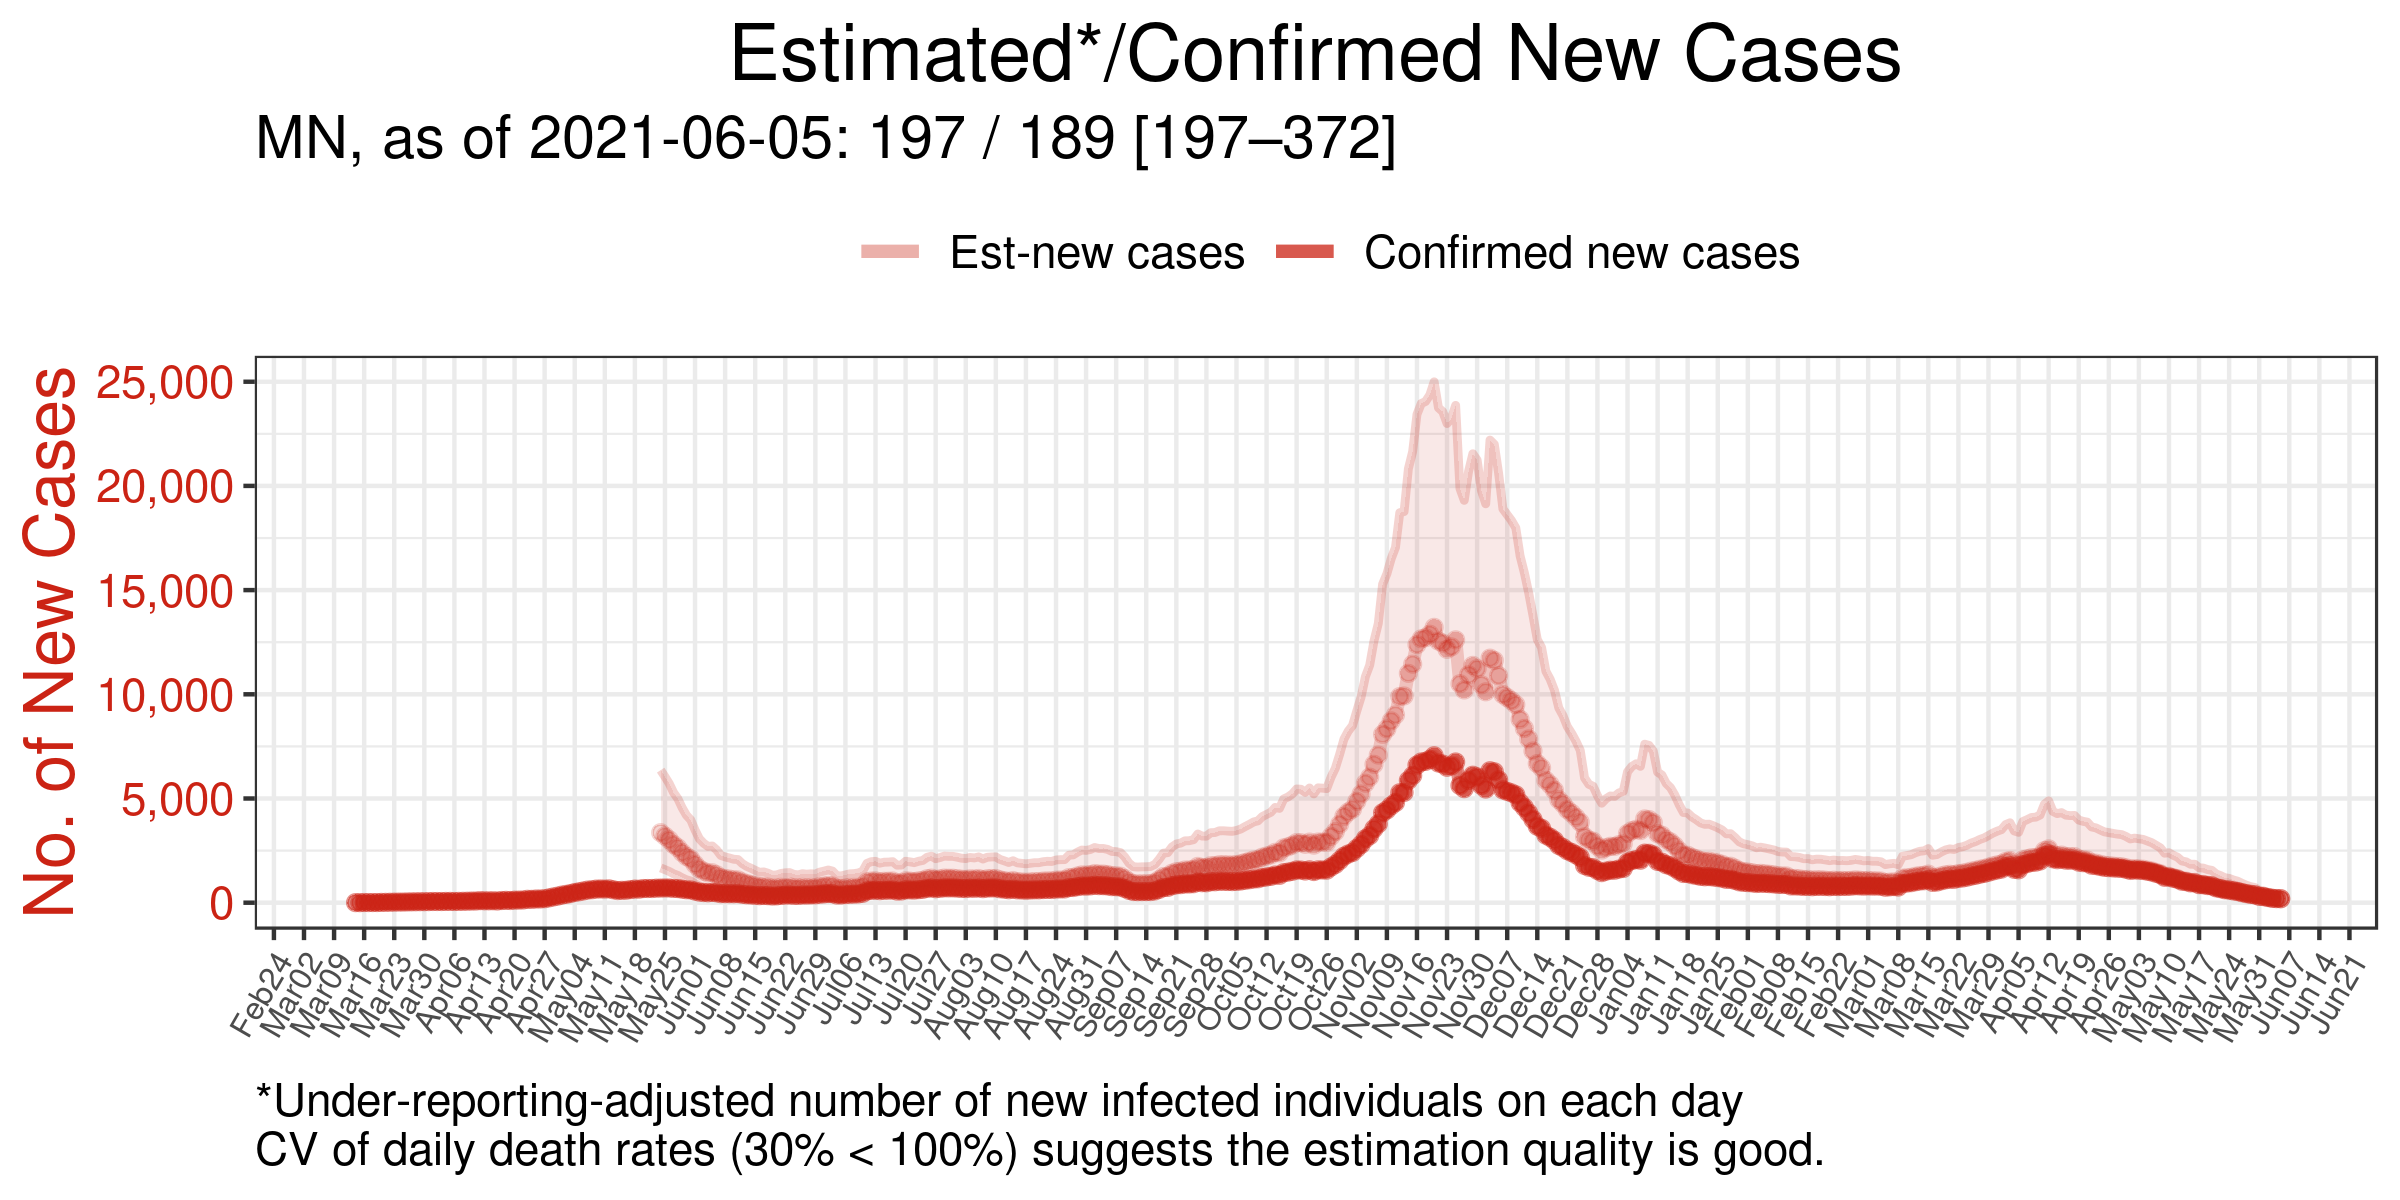 Estimated*/Confirmed New Cases
MN, as of 2021-06-05: 197 / 189 [197–372]
Est-new cases
Confirmed new cases
No. of New Cases
25,000
20,000
15,000
10,000
5,000
0
Feb24
Mar02
Mar09
Mar16
Mar23
Mar30
Apr06
Apr13
Apr20
Apr27
May04
May11
May18
May25
Jun01
Jun08
Jun15
Jun22
Jun29
Jul06
Jul13
Jul20
Jul27
Aug03
Aug10
Aug17
Aug24
Aug31
Sep07
Sep14
Sep21
Sep28
Oct05
Oct12
Oct19
Oct26
Nov02
Nov09
Nov16
Nov23
Nov30
Dec07
Dec14
Dec21
Dec28
Jan04
Jan11
Jan18
Jan25
Feb01
Feb08
Feb15
Feb22
Mar01
Mar08
Mar15
Mar22
Mar29
Apr05
Apr12
Apr19
Apr26
May03
May10
May17
May24
May31
Jun07
Jun14
Jun21
*Under-reporting-adjusted number of new infected individuals on each day
CV of daily death rates (30% < 100%) suggests the estimation quality is good.